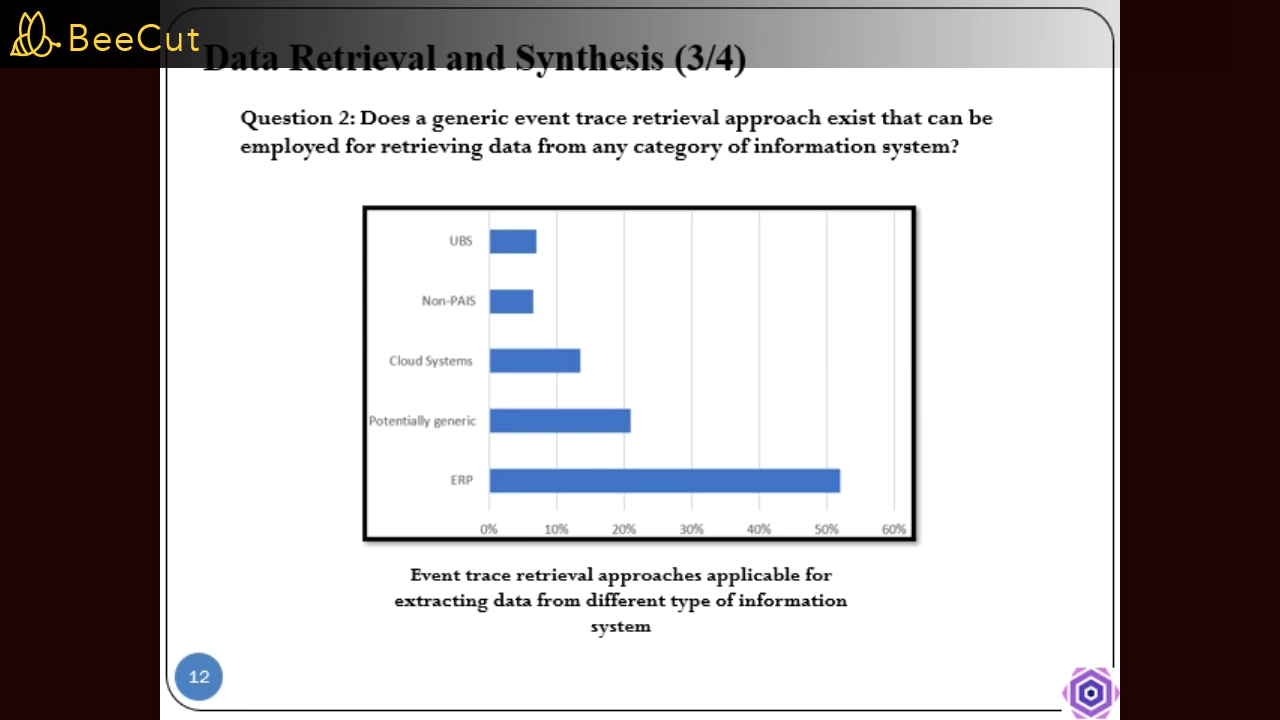 BeeCut
Data Retrieval and Synthesis (3/4)
Question 2: Does a generic event trace retrieval approach exist that can be
employed for retrieving data from any category of information system?
UBS
Non-PAIS
Cloud Systems
Potentially generic
ERP
0% 10% 20% 30% 40% 50% 60%
Event trace retrieval approaches applicable for
extracting data from different type of information
system
12